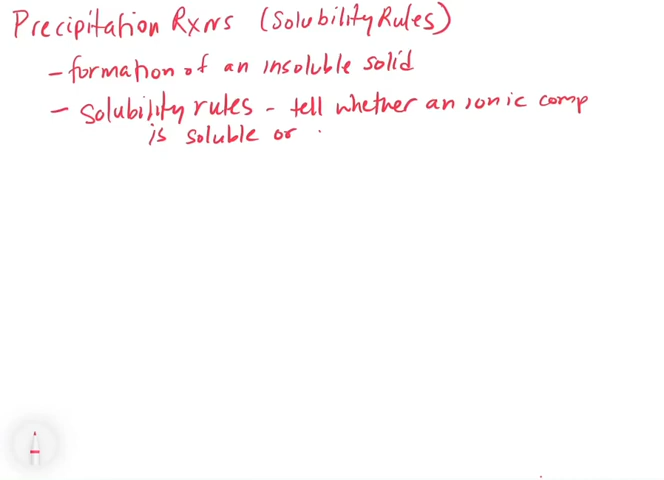 Precipitation Rxns (Solubility Rules)
- formation of an insoluble solid
- Solubility rules - tell whether an ionic comp
is soluble or